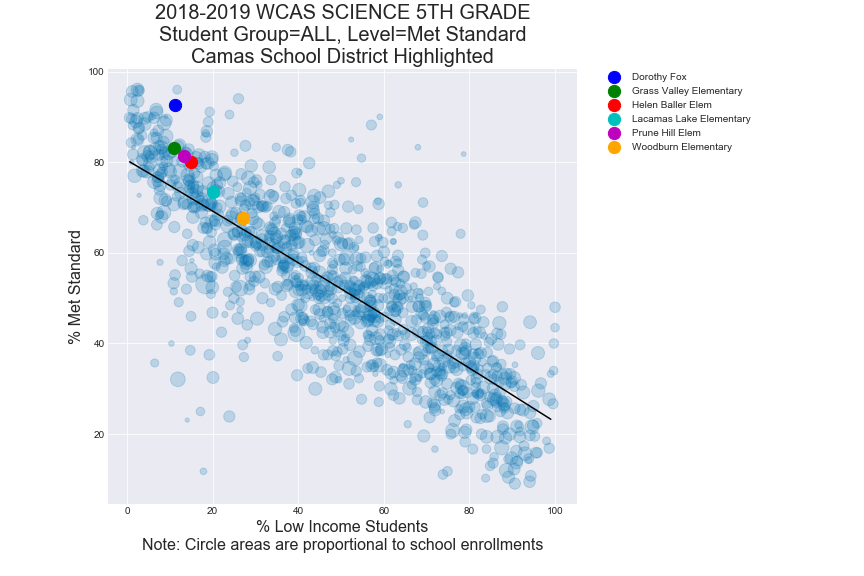 2018-2019 WCAS SCIENCE 5TH GRADE
Student Group=ALL, Level=Met Standard
Camas School District Highlighted
100
80
60
40
20
% Met Standard
0
20
40
60
80
100
% Low Income Students
Note: Circle areas are proportional to school enrollments
Dorothy Fox
Grass Valley Elementary
Helen Baller Elem
Lacamas Lake Elementary
Prune Hill Elem
Woodburn Elementary